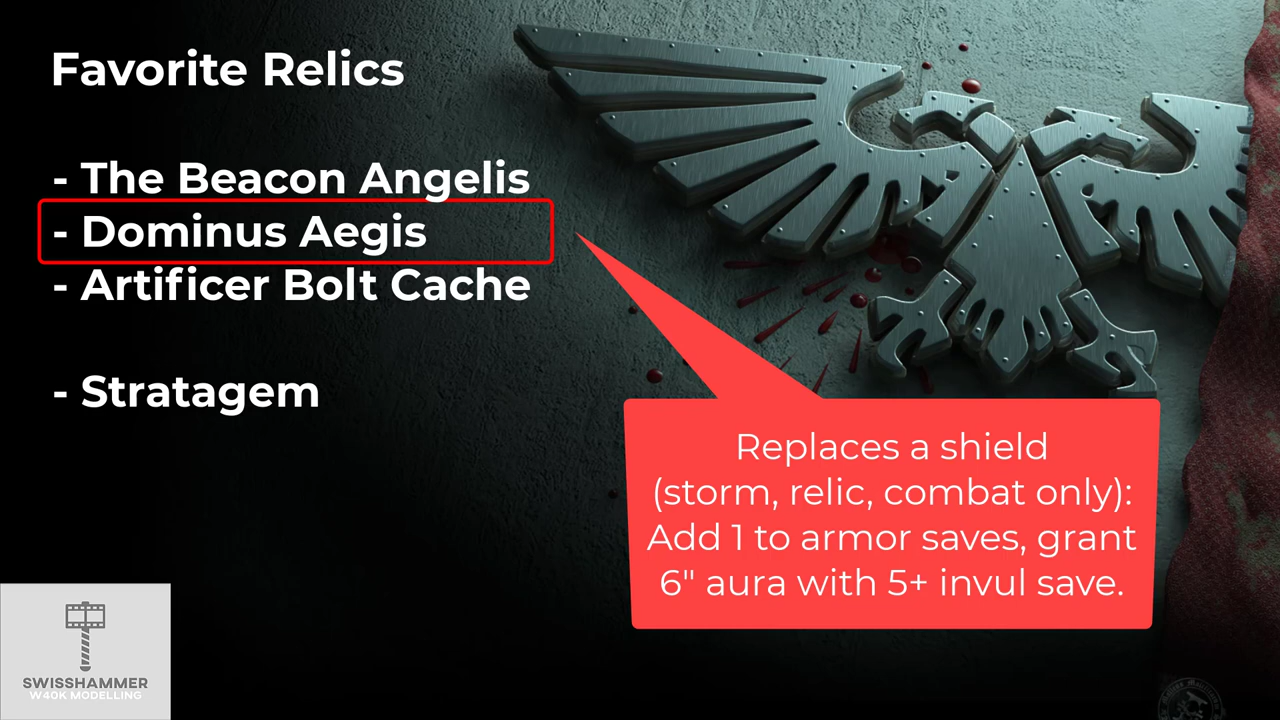 Favorite Relics
- The Beacon Angelis
- Dominus Aegis
- Artificer Bolt Cache
- Stratagem
Replaces a shield
(storm, relic, combat only):
Add 1 to armor saves, grant
6" aura with 5+ invul save.
SWISSHAMMER
W40K MODELLING